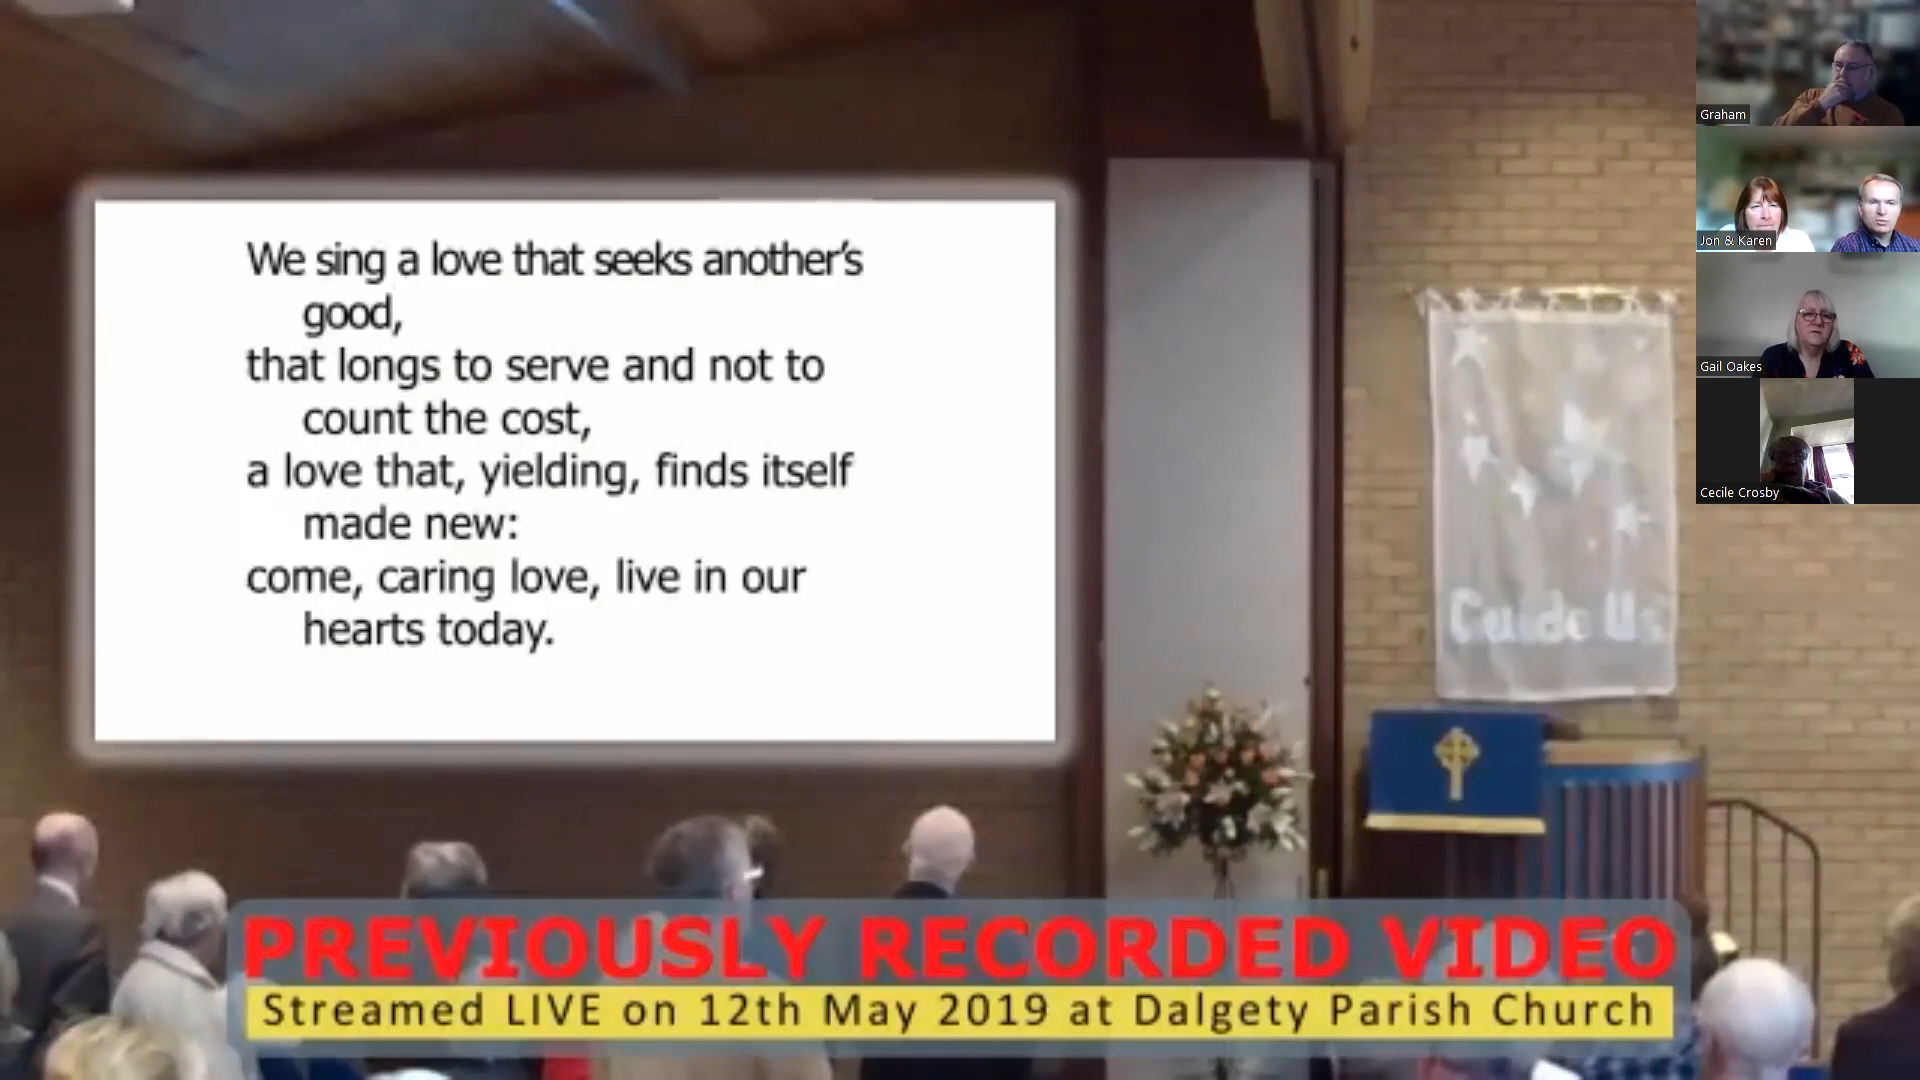 We sing a love that seeks another's
good,
that longs to serve and not to
count the cost,
a love that, yielding, finds itself
made new:
come, caring love, live in our
hearts today.
Guide Us
PREVIOUSLY RECORDED VIDEO
Streamed LIVE on 12th May 2019 at Dalgety Parish Church
Graham
Jon & Karen
Gail Oakes
Cecile Crosby